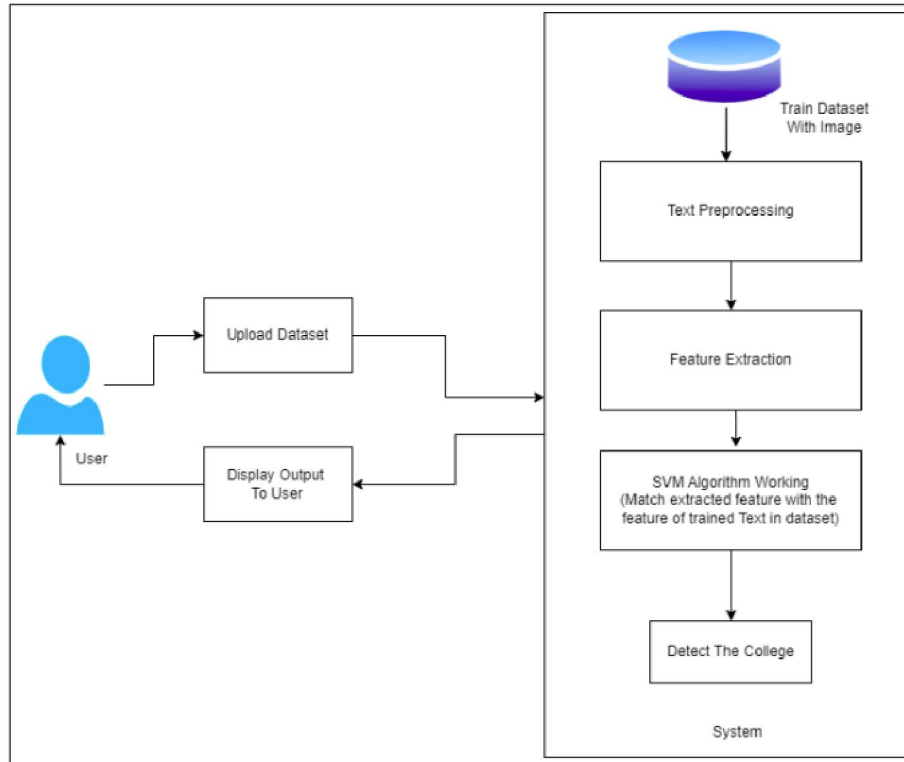 Train Dataset
With Image
Text Preprocessing
Upload Dataset
Feature Extraction
User
Display Output
To User
SVM Algorithm Working
(Match extracted feature with the
feature of trained Text in dataset)
Detect The College
System